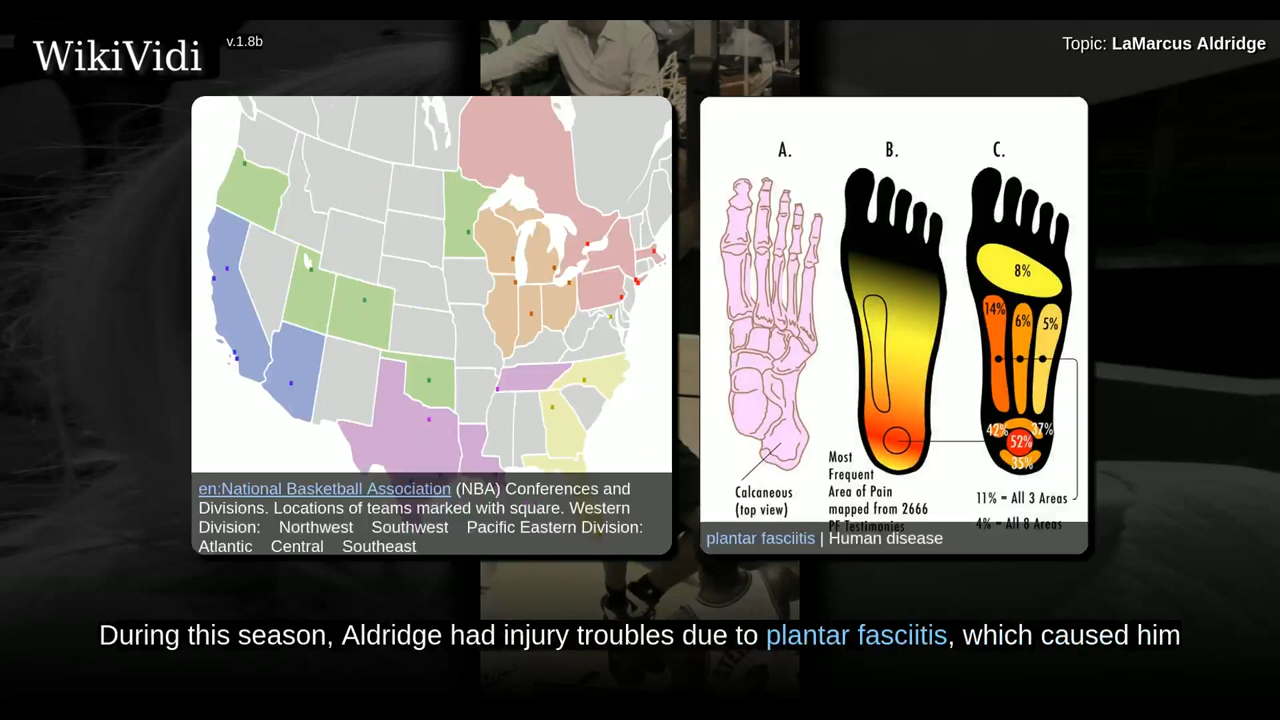 WikiVidi
v.1.8b
Topic: LaMarcus Aldridge
en:National Basketball Association (NBA) Conferences and
Divisions. Locations of teams marked with square. Western
Division: Northwest Southwest Pacific Eastern Division:
Atlantic Central Southeast
A.
B.
C.
8%
14%
6%
5%
42%
37%
52%
35%
Calcaneous
(top view)
Most
Frequent
Area of Pain
mapped from 2666
PF Testimonies
11% = All 3 Areas
4% = All 8 Areas
plantar fasciitis | Human disease
During this season, Aldridge had injury troubles due to plantar fasciitis, which caused him